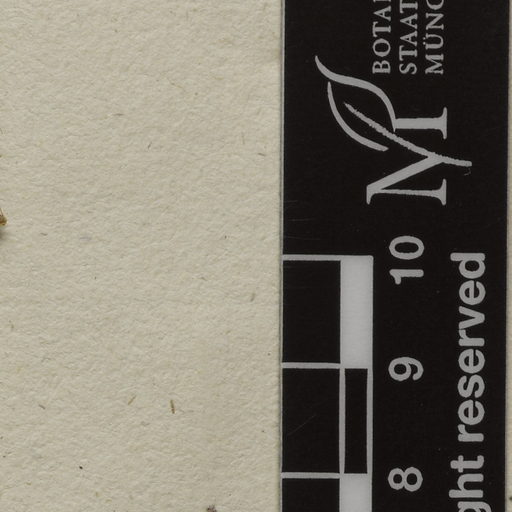 BOTA
STAAT
MÜNC
M
10
9
8
ght reserved